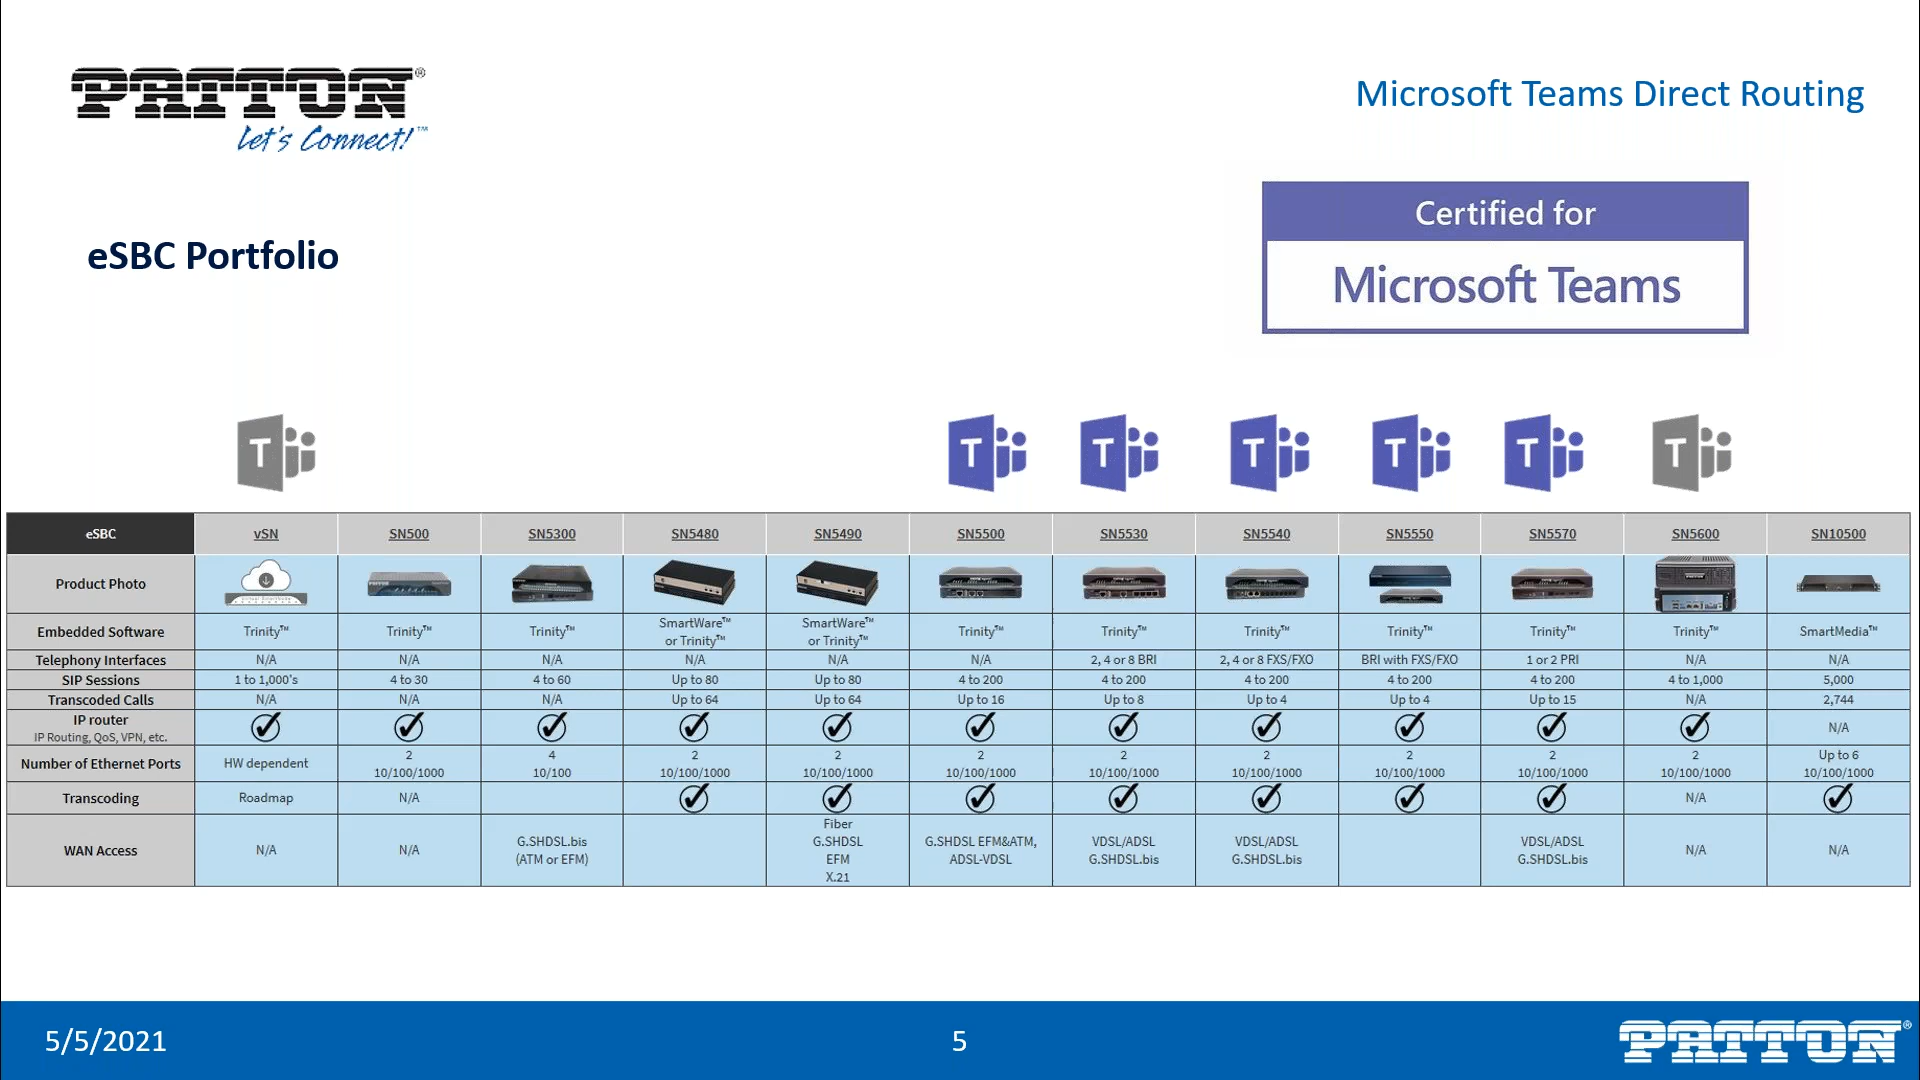 PATTON®
Let's Connect!™
Microsoft Teams Direct Routing
Certified for
Microsoft Teams
eSBC Portfolio
T T T T T T T
eSBC vSN SN500 SN5300 SN5480 SN5490 SN5500 SN5530 SN5540 SN5550 SN5570 SN5600 SN10500
Product Photo
Embedded Software Trinity™ Trinity™ Trinity™ SmartWare™ or Trinity™ SmartWare™ or Trinity™ Trinity™ Trinity™ Trinity™ Trinity™ Trinity™ Trinity™ SmartMedia™
Telephony Interfaces N/A N/A N/A N/A N/A N/A 2, 4 or 8 BRI 2, 4 or 8 FXS/FXO BRI with FXS/FXO 1 or 2 PRI N/A N/A
SIP Sessions 1 to 1,000's 4 to 30 4 to 60 Up to 80 Up to 80 4 to 200 4 to 200 4 to 200 4 to 200 4 to 200 4 to 1,000 5,000
Transcoded Calls N/A N/A N/A Up to 64 Up to 64 Up to 16 Up to 8 Up to 4 Up to 4 Up to 15 N/A 2,744
IP router
IP Routing, QoS, VPN, etc. N/A
Number of Ethernet Ports HW dependent 2 10/100/1000 4 10/100 2 10/100/1000 2 10/100/1000 2 10/100/1000 2 10/100/1000 2 10/100/1000 2 10/100/1000 2 10/100/1000 2 10/100/1000 Up to 6 10/100/1000
Transcoding Roadmap N/A N/A
WAN Access N/A N/A G.SHDSL.bis (ATM or EFM) Fiber G.SHDSL EFM X.21 G.SHDSL EFM&ATM, ADSL-VDSL VDSL/ADSL G.SHDSL.bis VDSL/ADSL G.SHDSL.bis VDSL/ADSL G.SHDSL.bis N/A N/A
5/5/2021
5
PATTON®